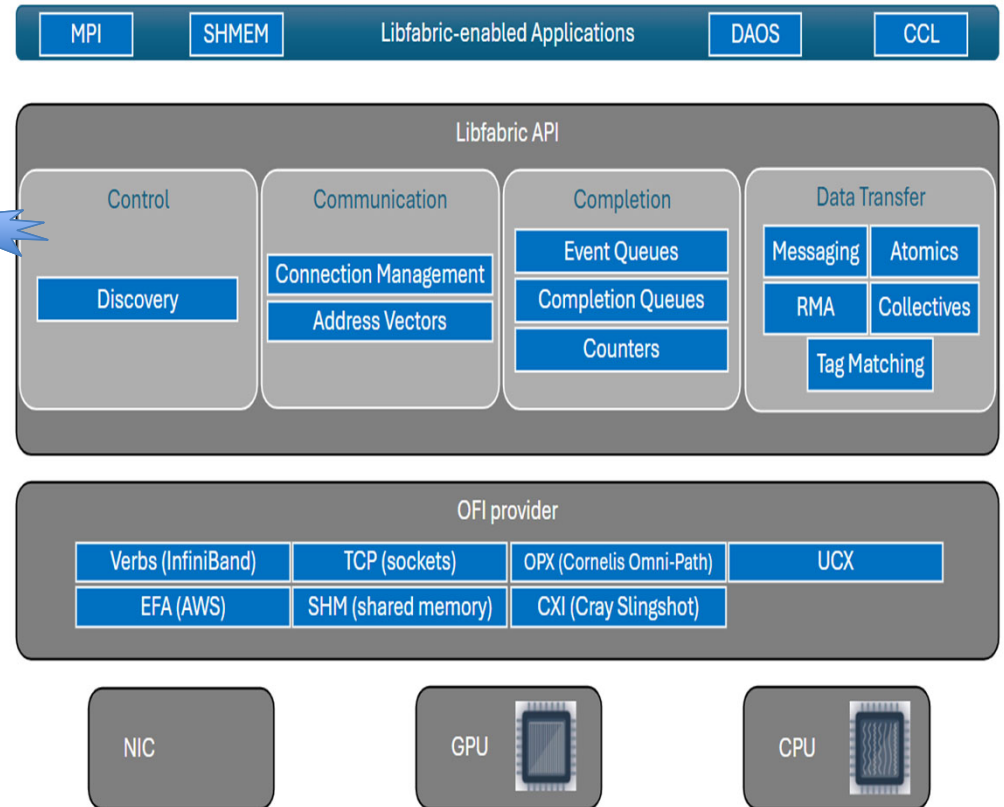 MPI SHMEM Libfabric-enabled Applications DAOS CCL
Libfabric API
Control Communication Completion Data Transfer
Discovery
Connection Management
Address Vectors
Event Queues
Completion Queues
Counters
Messaging Atomics
RMA Collectives
Tag Matching
OFI provider
Verbs (InfiniBand) TCP (sockets) OPX (Cornelis Omni-Path) UCX
EFA (AWS) SHM (shared memory) CXI (Cray Slingshot)
NIC GPU CPU